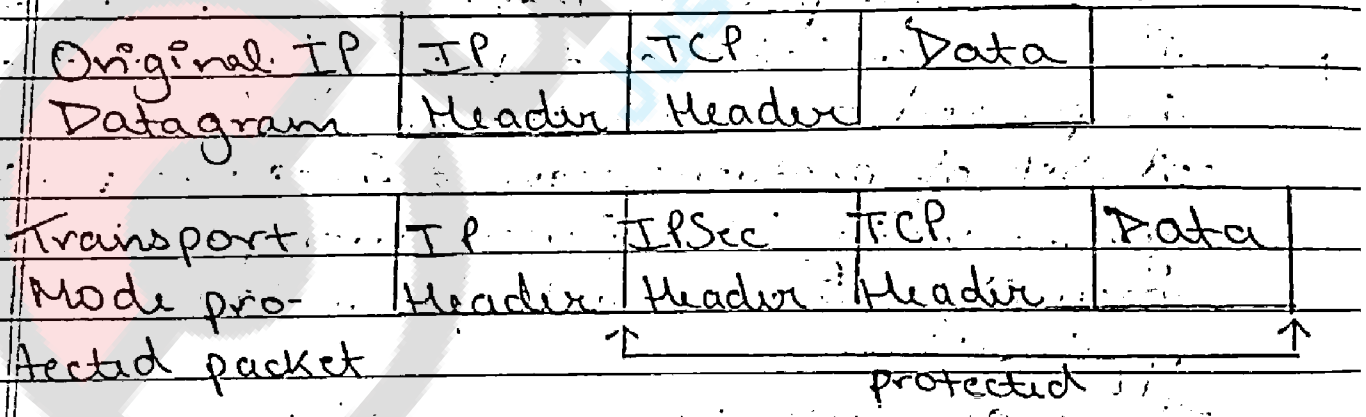 Original IP IP TCP Data
Datagram Header Header
Transport IP IPSec TCP Data
Mode pro- Header Header Header
tected packet
protected